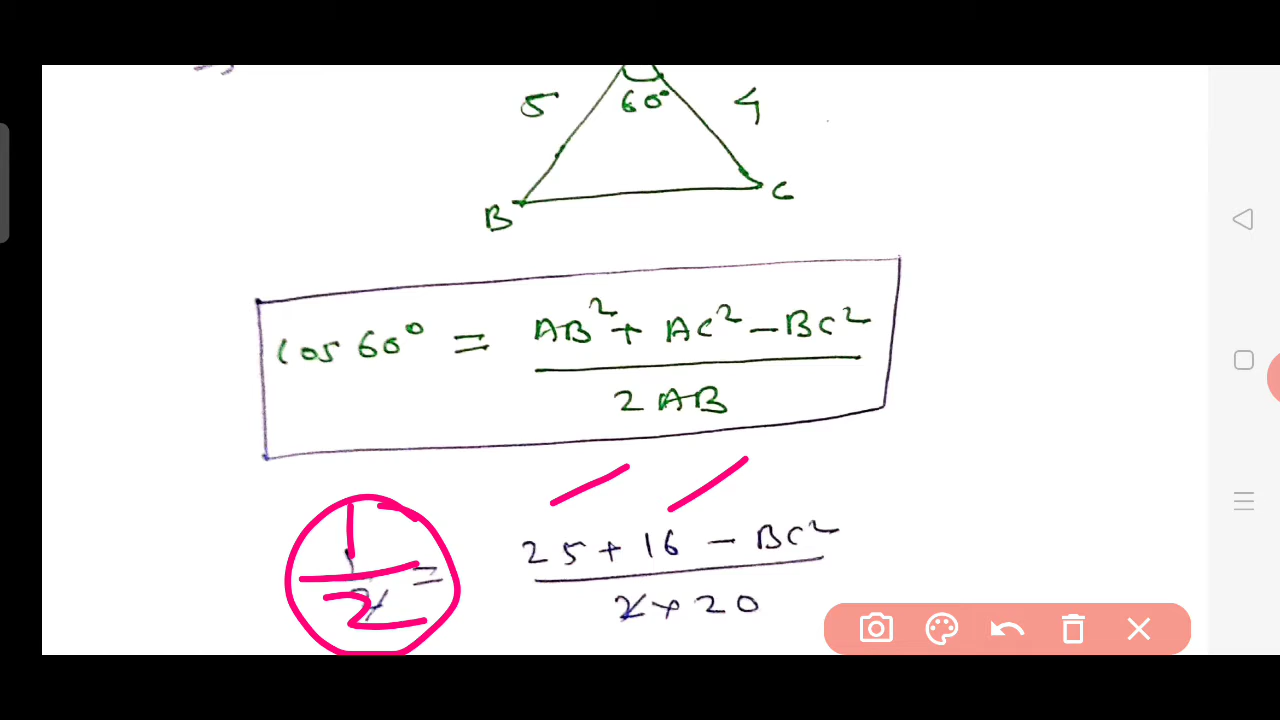 5 60° 4
B C
cos 60° = AB² + AC² - BC² / 2 AB
1/2 = 25 + 16 - BC² / 2 × 20